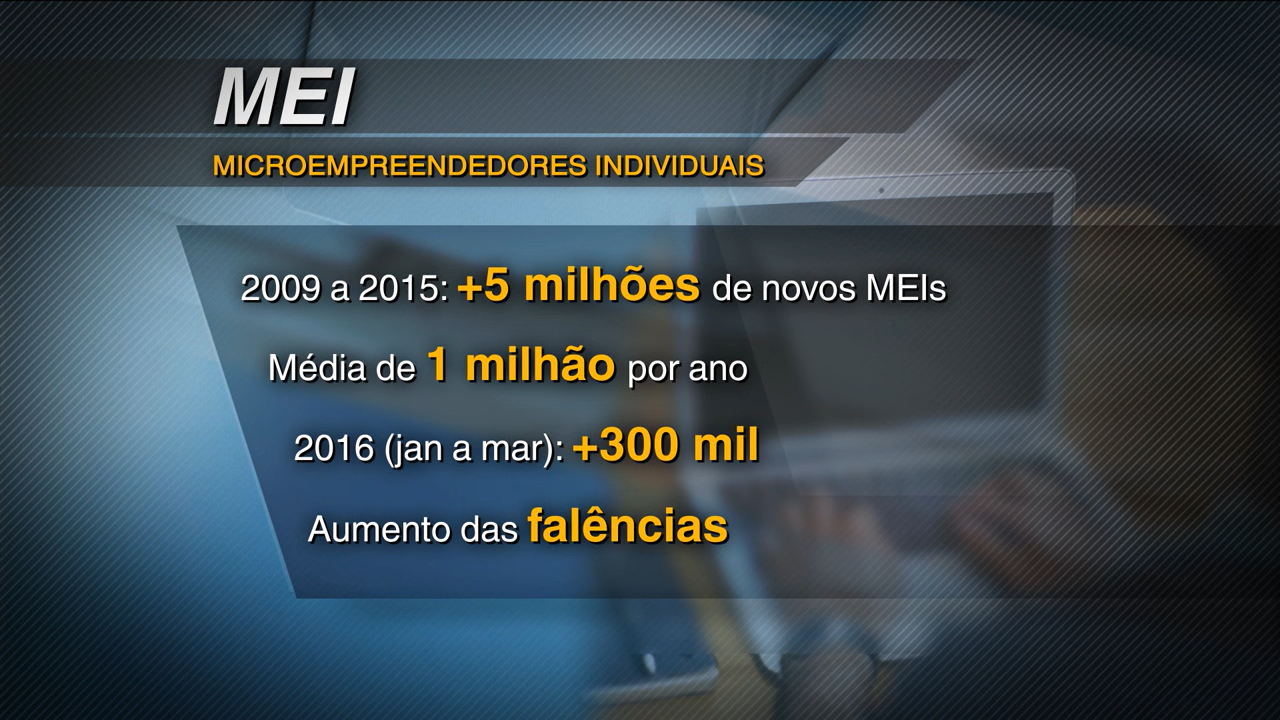 MEI
MICROEMPREENDEDORES INDIVIDUAIS
2009 a 2015: +5 milhões de novos MEIs
Média de 1 milhão por ano
2016 (jan a mar): +300 mil
Aumento das falências